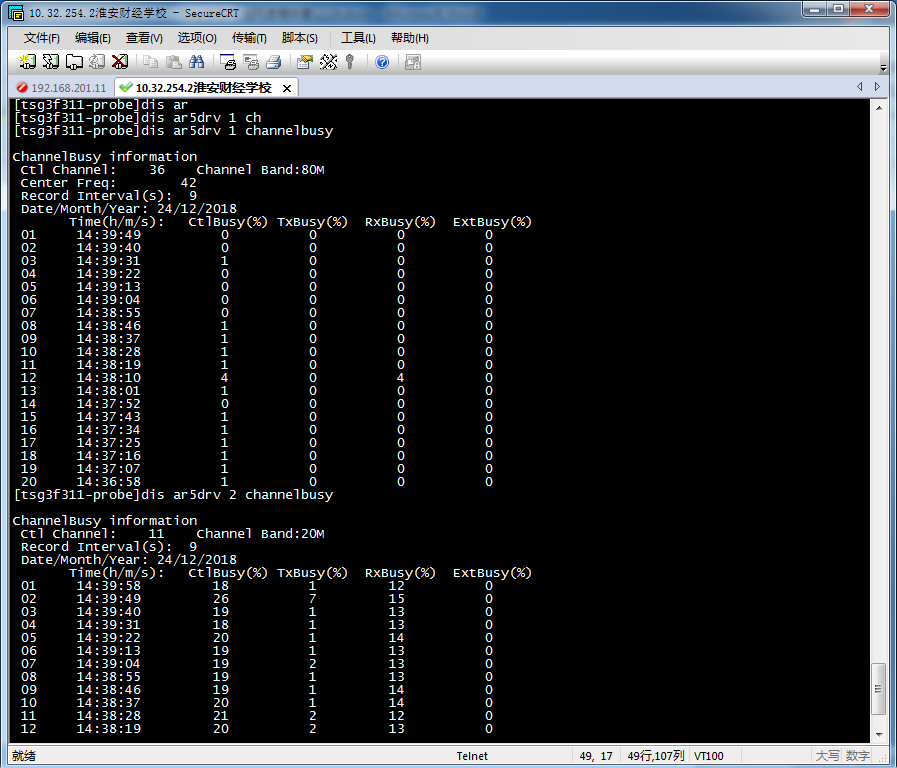 10.32.254.2淮安财经学校 - SecureCRT
文件(F) 编辑(E) 查看(V) 选项(O) 传输(T) 脚本(S) 工具(L) 帮助(H)
192.168.201.11 10.32.254.2淮安财经学校
[tsg3f311-probe]dis ar
[tsg3f311-probe]dis ar5drv 1 ch
[tsg3f311-probe]dis ar5drv 1 channelbusy
ChannelBusy information
Ctl Channel: 36 Channel Band:80M
Center Freq: 42
Record Interval(s): 9
Date/Month/Year: 24/12/2018
Time(h/m/s): CtlBusy(%) TxBusy(%) RxBusy(%) ExtBusy(%)
01 14:39:49 0 0 0 0
02 14:39:40 0 0 0 0
03 14:39:31 1 0 0 0
04 14:39:22 0 0 0 0
05 14:39:13 0 0 0 0
06 14:39:04 0 0 0 0
07 14:38:55 0 0 0 0
08 14:38:46 1 0 0 0
09 14:38:37 1 0 0 0
10 14:38:28 1 0 0 0
11 14:38:19 1 0 0 0
12 14:38:10 4 0 4 0
13 14:38:01 1 0 0 0
14 14:37:52 0 0 0 0
15 14:37:43 1 0 0 0
16 14:37:34 1 0 0 0
17 14:37:25 1 0 0 0
18 14:37:16 1 0 0 0
19 14:37:07 1 0 0 0
20 14:36:58 1 0 0 0
[tsg3f311-probe]dis ar5drv 2 channelbusy
ChannelBusy information
Ctl Channel: 11 Channel Band:20M
Record Interval(s): 9
Date/Month/Year: 24/12/2018
Time(h/m/s): CtlBusy(%) TxBusy(%) RxBusy(%) ExtBusy(%)
01 14:39:58 18 1 12 0
02 14:39:49 26 7 15 0
03 14:39:40 19 1 13 0
04 14:39:31 18 1 13 0
05 14:39:22 20 1 14 0
06 14:39:13 19 1 13 0
07 14:39:04 19 2 13 0
08 14:38:55 19 1 13 0
09 14:38:46 19 1 14 0
10 14:38:37 20 1 14 0
11 14:38:28 21 2 12 0
12 14:38:19 20 2 13 0
就绪 Telnet 49, 17 49行,107列 VT100 大写 数字